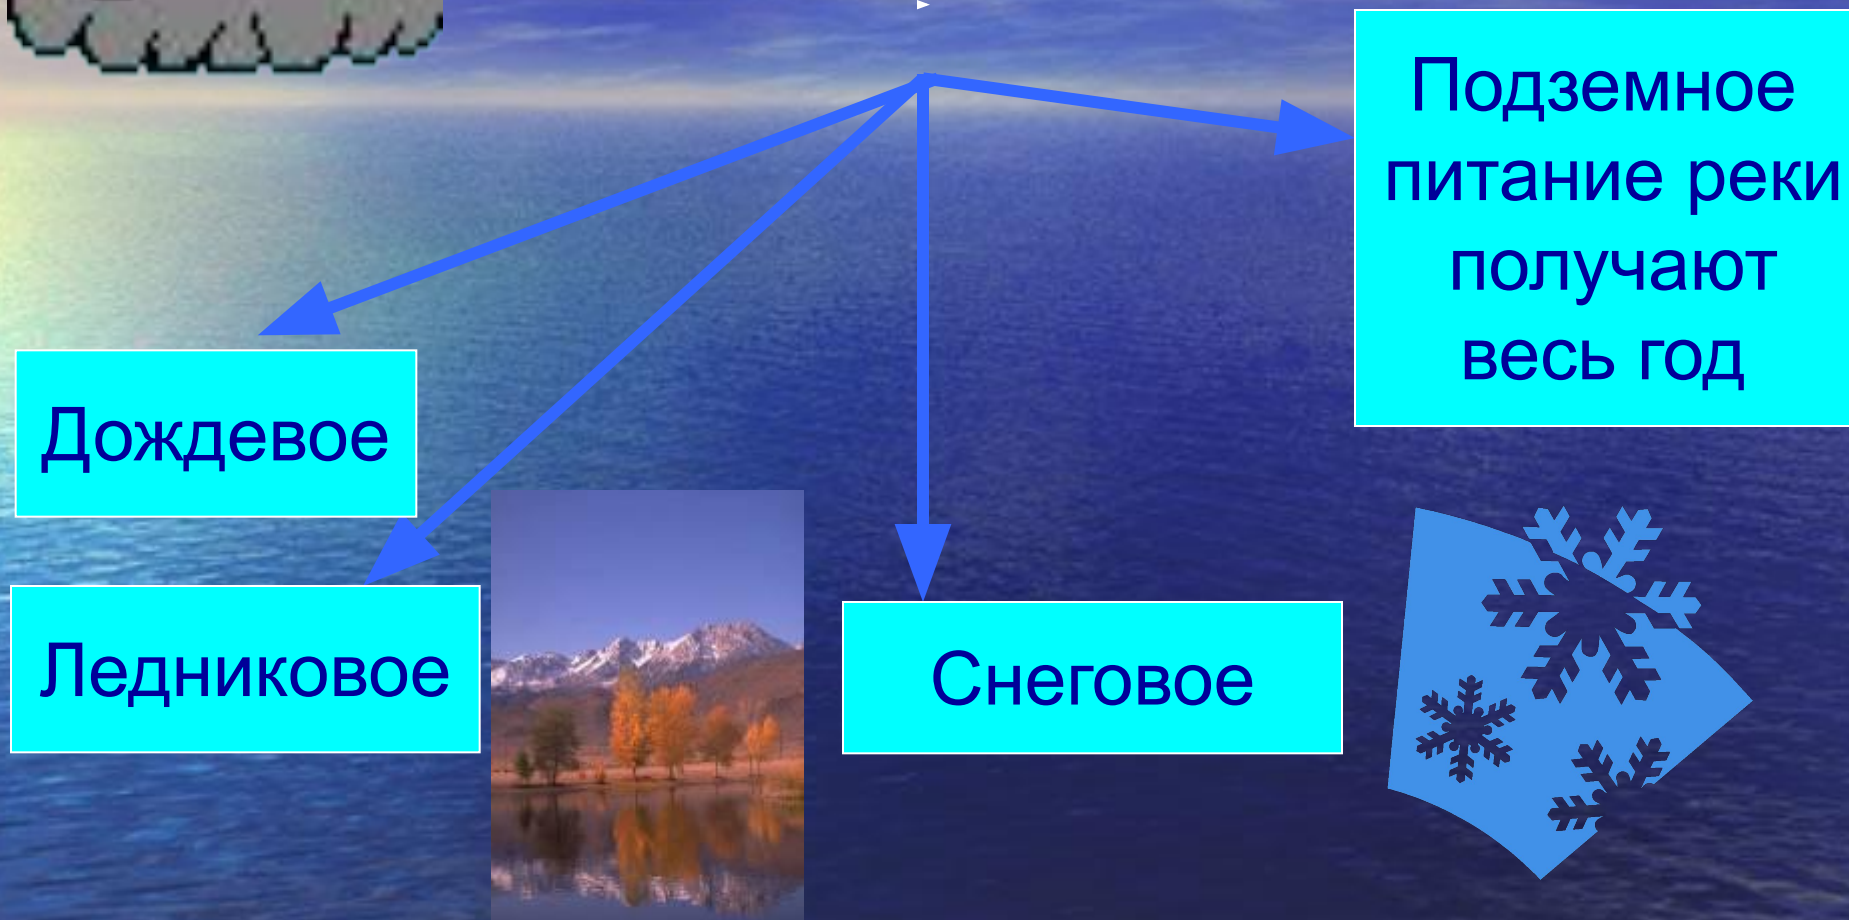 Подземное
питание реки
получают
весь год
Дождевое
Ледниковое
Снеговое